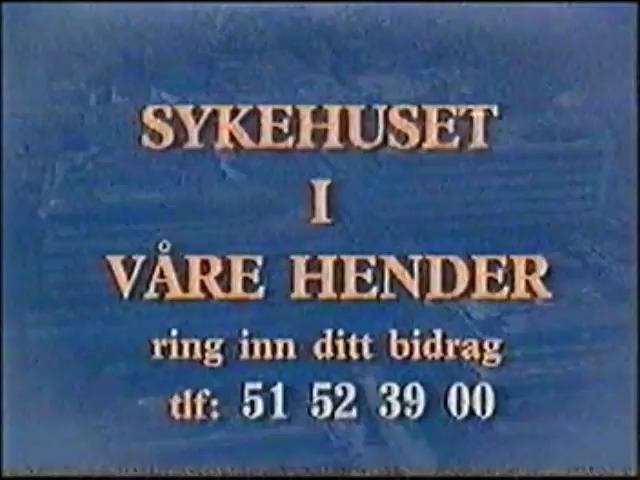 SYKEHUSET
I
VÅRE HENDER
ring inn ditt bidrag
tlf: 51 52 39 00